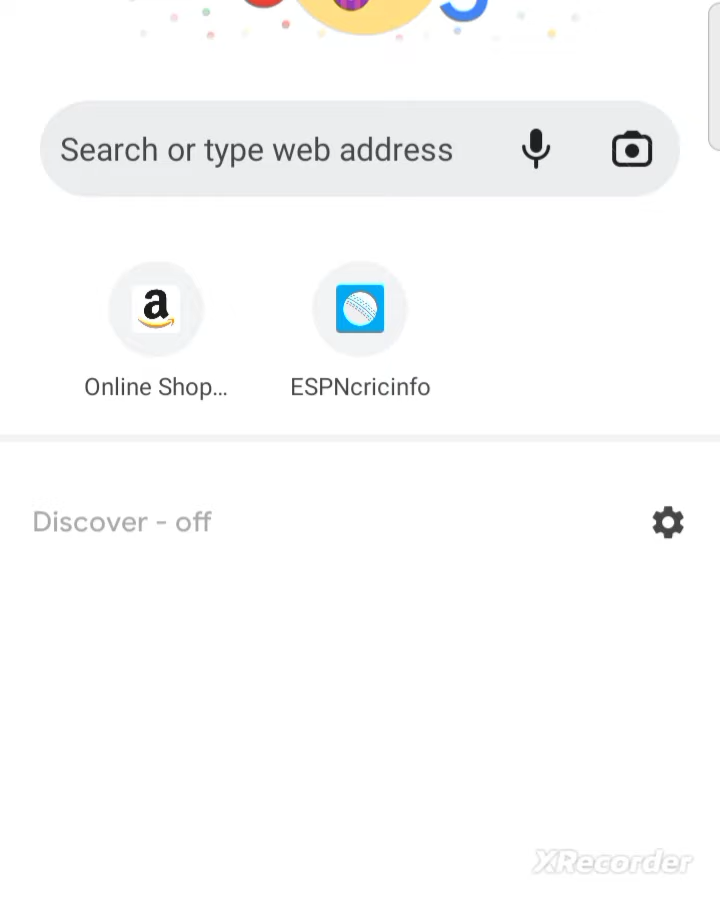 Search or type web address
Online Shop...
ESPNcricinfo
Discover - off
XRecorder